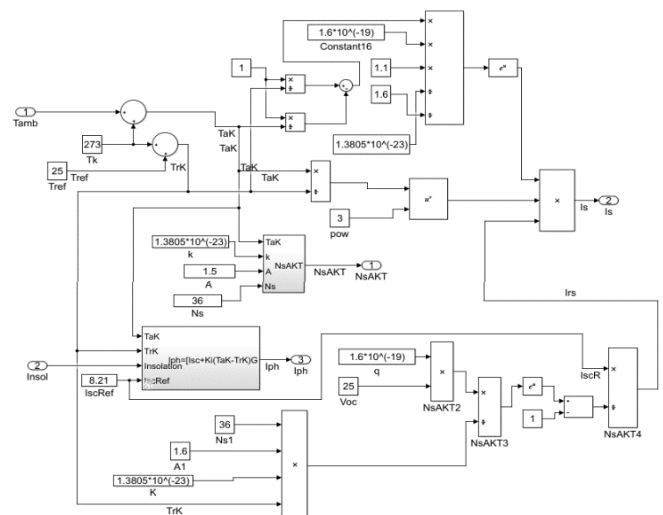 1.6*10^(-19)
Constant16
1
1.1
1.6
1.3805*10^(-23)
e^u
1
Tamb
273
Tk
TaK
TaK
TaK
TrK
25
Tref
Tref
3
pow
a^u
Is
2
Is
1.3805*10^(-23)
k
1.5
A
36
Ns
TaK
k
A
Ns
NsAKT
NsAKT
1
NsAKT
Irs
2
Insol
8.21
IscRef
TaK
TrK
Insolation
IscRef
Iph=[Isc+Ki(TaK-TrK)G
Iph
3
Iph
1.6*10^(-19)
q
25
Voc
NsAKT2
NsAKT3
e^u
1
IscR
NsAKT4
36
Ns1
1.6
A1
1.3805*10^(-23)
K
TrK